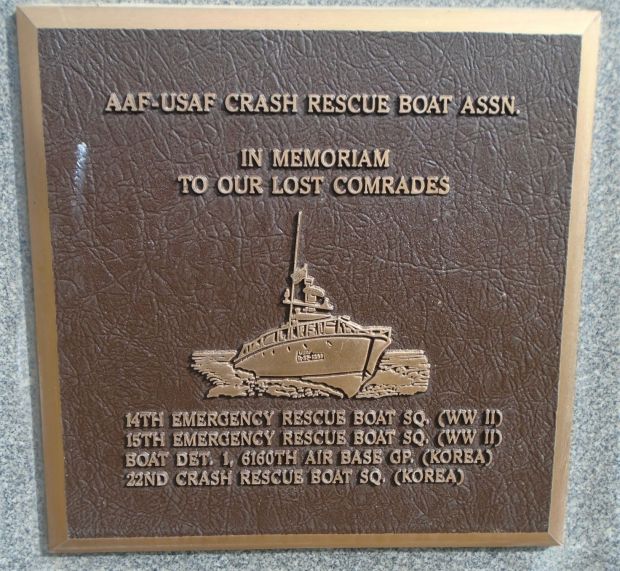 AAF-USAF CRASH RESCUE BOAT ASSN.
IN MEMORIAM
TO OUR LOST COMRADES
14TH EMERGENCY RESCUE BOAT SQ. (WW II)
15TH EMERGENCY RESCUE BOAT SQ. (WW II)
BOAT DET. 1, 6160TH AIR BASE GP. (KOREA)
22ND CRASH RESCUE BOAT SQ. (KOREA)